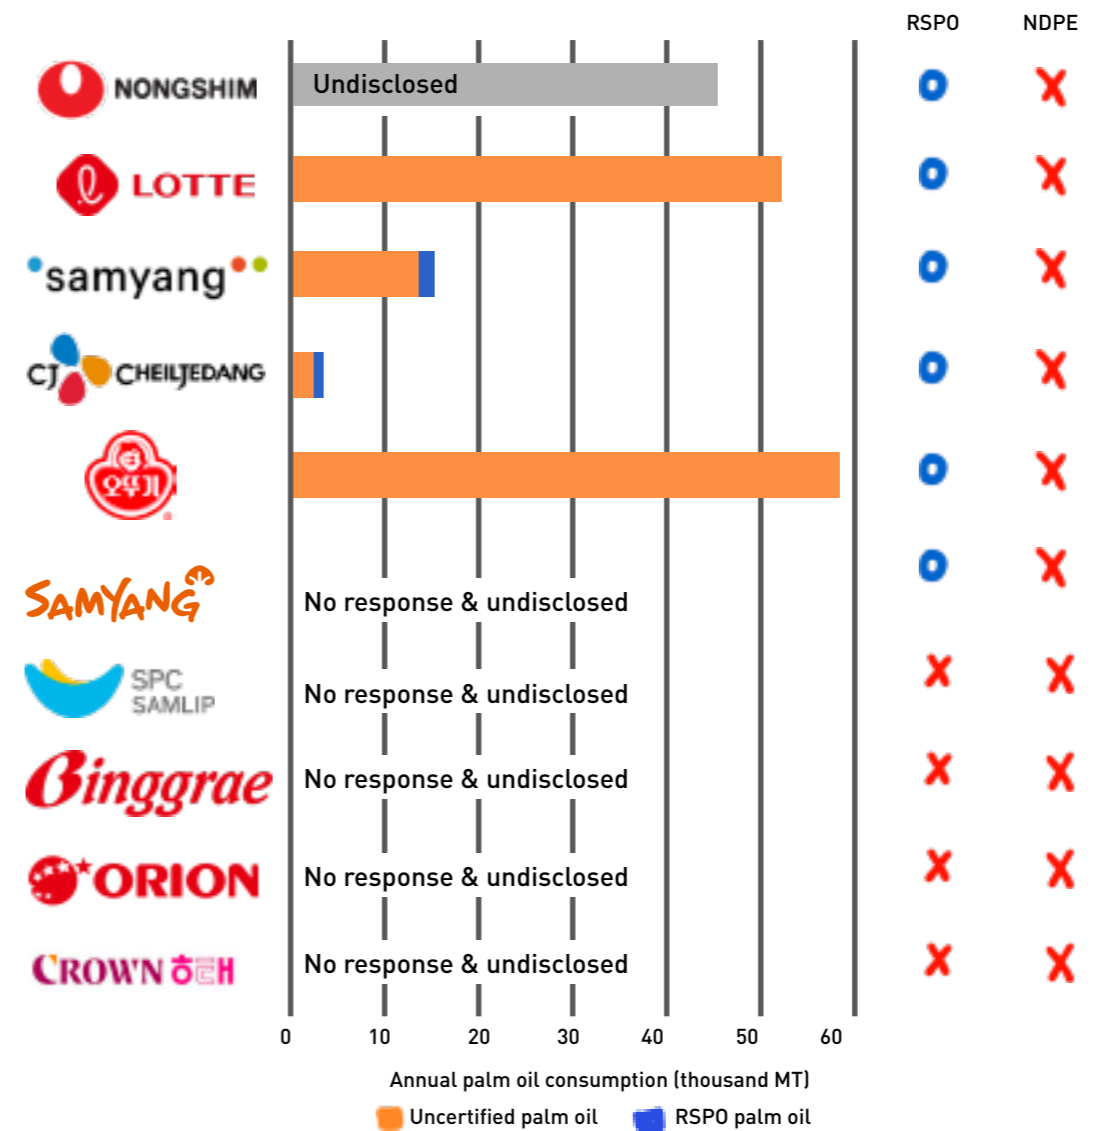 RSPO NDPE
NONGSHIM Undisclosed O X
LOTTE O X
samyang O X
CJ CHEILJEDANG O X
오뚜기 O X
SAMYANG No response & undisclosed O X
SPC
SAMLIP
No response & undisclosed X X
Binggrae No response & undisclosed X X
ORION No response & undisclosed X X
CROWN 해태 No response & undisclosed X X
0 10 20 30 40 50 60
Annual palm oil consumption (thousand MT)
Uncertified palm oil RSPO palm oil